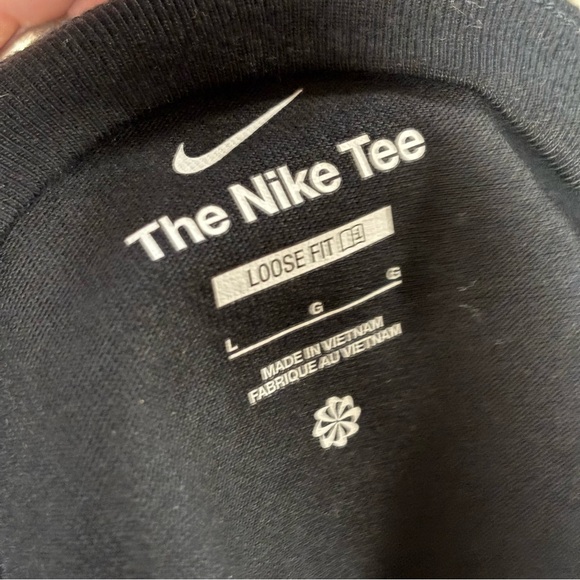 The Nike Tee
LOOSE FIT
L G G
MADE IN VIETNAM
FABRIQUE AU VIETNAM